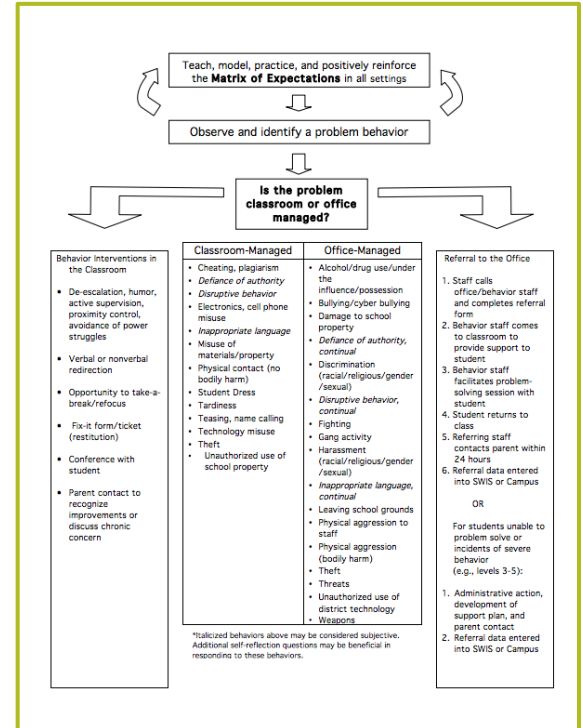 Teach, model, practice, and positively reinforce
the Matrix of Expectations in all settings
Observe and identify a problem behavior
Is the problem
classroom or office
managed?
Behavior Interventions in
the Classroom
• De-escalation, humor,
active supervision,
proximity control,
avoidance of power
struggles
• Verbal or nonverbal
redirection
• Opportunity to take-a-
break/refocus
• Fix-it form/ticket
(restitution)
• Conference with
student
• Parent contact to
recognize
improvements or
discuss chronic
concern
Classroom-Managed
• Cheating, plagiarism
• Defiance of authority
• Disruptive behavior
• Electronics, cell phone
misuse
• Inappropriate language
• Misuse of
materials/property
• Physical contact (no
bodily harm)
• Student Dress
• Tardiness
• Teasing, name calling
• Technology misuse
• Theft
• Unauthorized use of
school property
Office-Managed
• Alcohol/drug use/under
the
influence/possession
• Bullying/cyber bullying
• Damage to school
property
• Defiance of authority,
continual
• Discrimination
(racial/religious/gender
/sexual)
• Disruptive behavior,
continual
• Fighting
• Gang activity
• Harassment
(racial/religious/gender
/sexual)
• Inappropriate language,
continual
• Leaving school grounds
• Physical aggression to
staff
• Physical aggression
(bodily harm)
• Theft
• Threats
• Unauthorized use of
district technology
• Weapons
*Italicized behaviors above may be considered subjective.
Additional self-reflection questions may be beneficial in
responding to these behaviors.
Referral to the Office
1. Staff calls
office/behavior staff
and completes referral
form
2. Behavior staff comes
to classroom to
provide support to
student
3. Behavior staff
facilitates problem-
solving session with
student
4. Student returns to
class
5. Referring staff
contacts parent within
24 hours
6. Referral data entered
into SWIS or Campus
OR
For students unable to
problem solve or
incidents of severe
behavior
(e.g., levels 3-5):
1. Administrative action,
development of
support plan, and
parent contact
2. Referral data entered
into SWIS or Campus